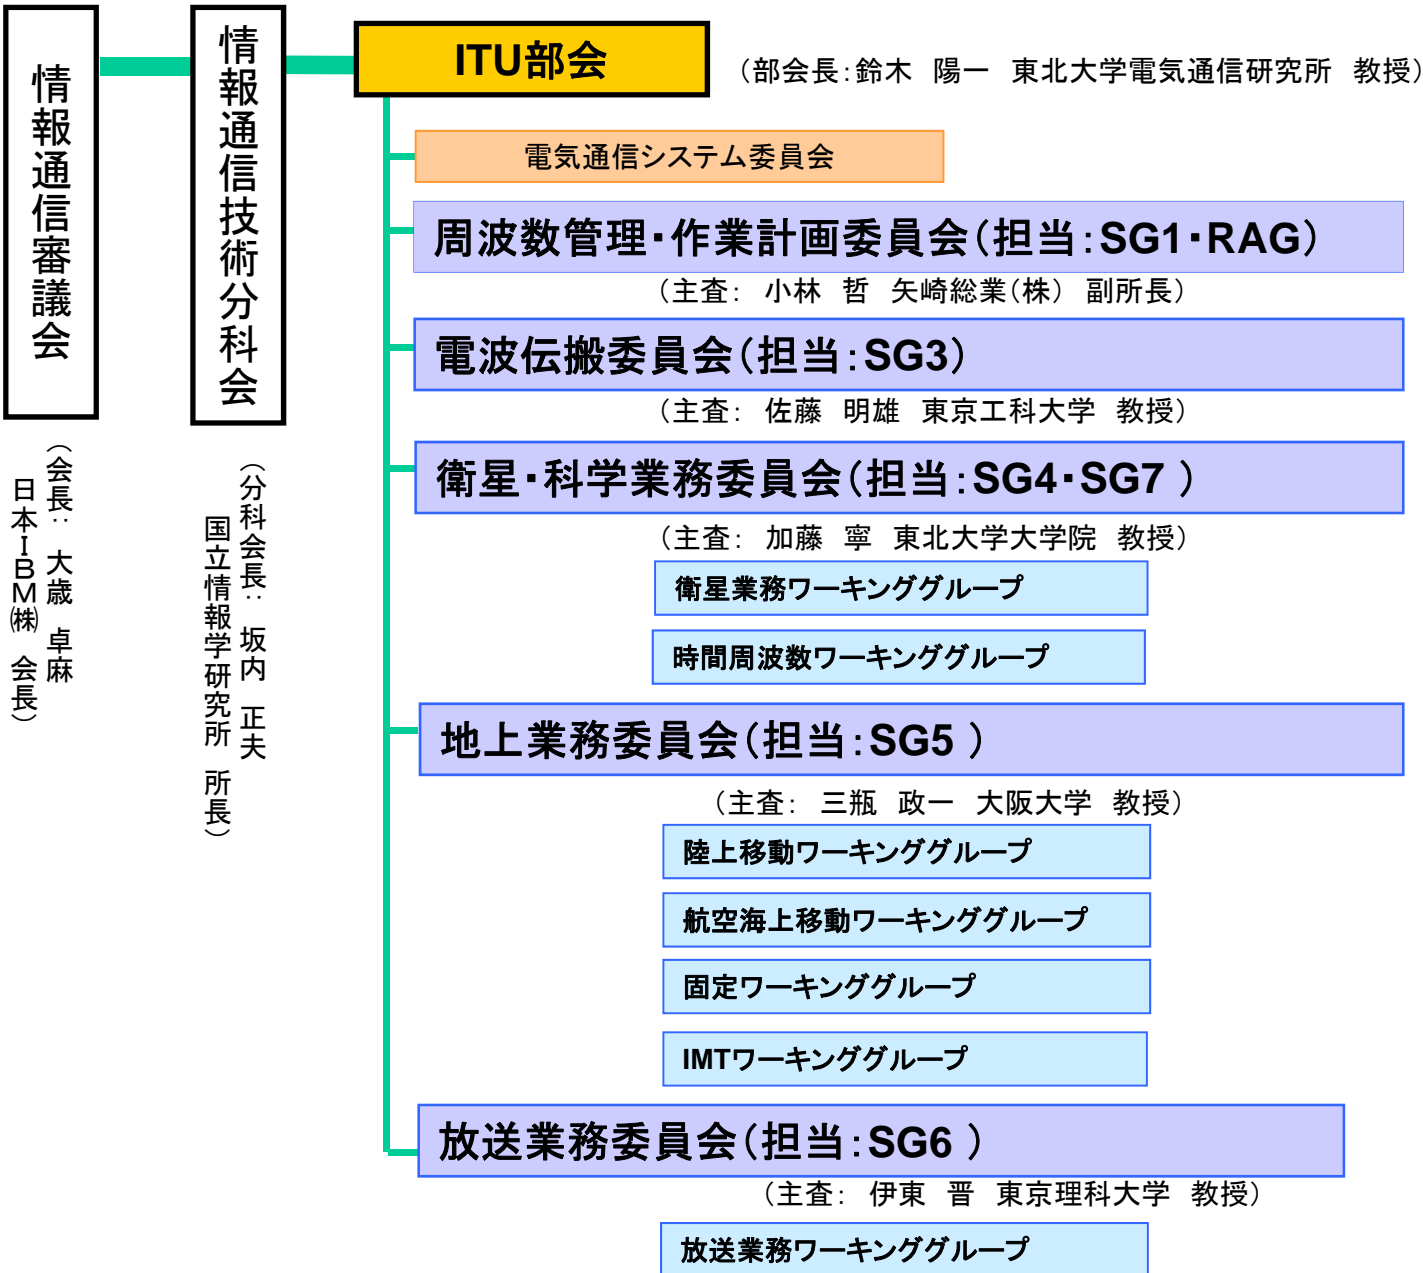 情報通信審議会
（会長： 大歳 卓麻
日本ＩＢＭ㈱ 会長）
情報通信技術分科会
（分科会長： 坂内 正夫
国立情報学研究所 所長）
ITU部会
（部会長：鈴木 陽一 東北大学電気通信研究所 教授）
電気通信システム委員会
周波数管理・作業計画委員会（担当：SG1・RAG）
（主査： 小林 哲 矢崎総業（株） 副所長）
電波伝搬委員会（担当：SG3）
（主査： 佐藤 明雄 東京工科大学 教授）
衛星・科学業務委員会（担当：SG4・SG7 ）
（主査： 加藤 寧 東北大学大学院 教授）
衛星業務ワーキンググループ
時間周波数ワーキンググループ
地上業務委員会（担当：SG5 ）
（主査： 三瓶 政一 大阪大学 教授）
陸上移動ワーキンググループ
航空海上移動ワーキンググループ
固定ワーキンググループ
IMTワーキンググループ
放送業務委員会（担当：SG6 ）
（主査： 伊東 晋 東京理科大学 教授）
放送業務ワーキンググループ